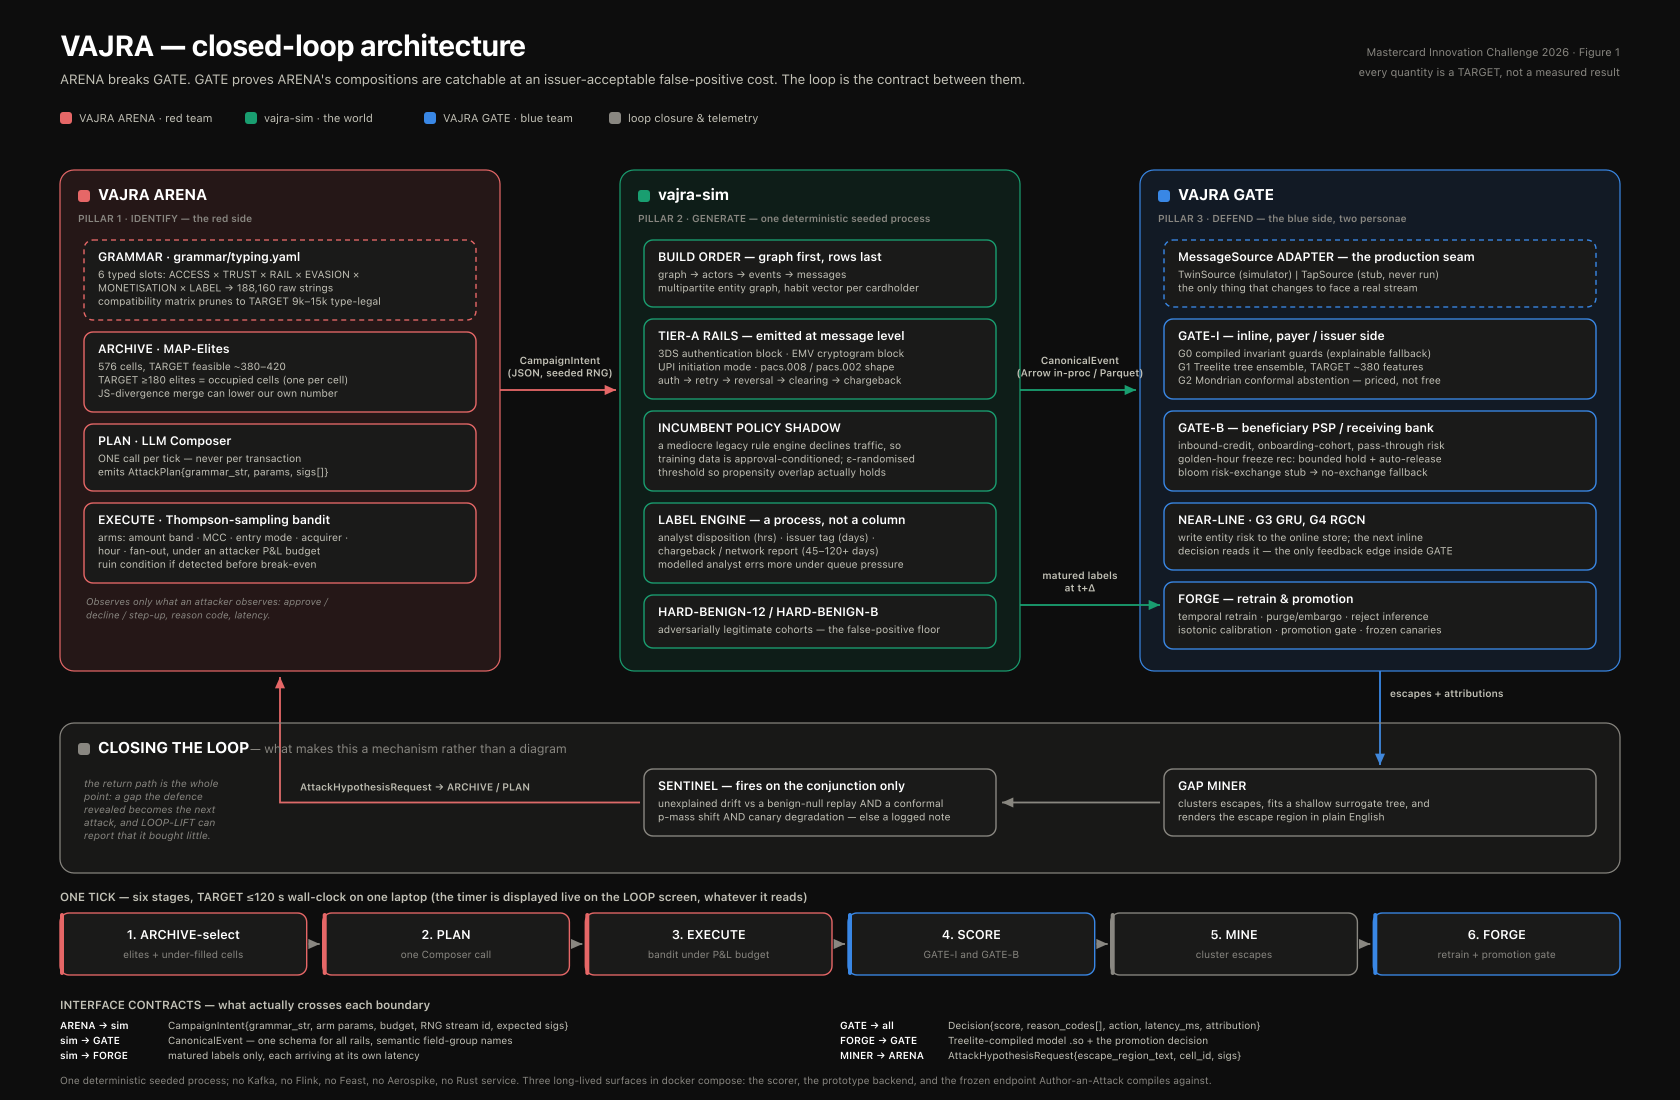 VAJRA — closed-loop architecture
ARENA breaks GATE. GATE proves ARENA's compositions are catchable at an issuer-acceptable false-positive cost. The loop is the contract between them.
Mastercard Innovation Challenge 2026 · Figure 1
every quantity is a TARGET, not a measured result
VAJRA ARENA · red team
vajra-sim · the world
VAJRA GATE · blue team
loop closure & telemetry
VAJRA ARENA
PILLAR 1 · IDENTIFY — the red side
GRAMMAR · grammar/typing.yaml
6 typed slots: ACCESS × TRUST × RAIL × EVASION ×
MONETISATION × LABEL → 188,160 raw strings
compatibility matrix prunes to TARGET 9k–15k type-legal
ARCHIVE · MAP-Elites
576 cells, TARGET feasible ~380–420
TARGET ≥180 elites = occupied cells (one per cell)
JS-divergence merge can lower our own number
PLAN · LLM Composer
ONE call per tick — never per transaction
emits AttackPlan{grammar_str, params, sigs[]}
EXECUTE · Thompson-sampling bandit
arms: amount band · MCC · entry mode · acquirer ·
hour · fan-out, under an attacker P&L budget
ruin condition if detected before break-even
Observes only what an attacker observes: approve /
decline / step-up, reason code, latency.
CampaignIntent
(JSON, seeded RNG)
vajra-sim
PILLAR 2 · GENERATE — one deterministic seeded process
BUILD ORDER — graph first, rows last
graph → actors → events → messages
multipartite entity graph, habit vector per cardholder
TIER-A RAILS — emitted at message level
3DS authentication block · EMV cryptogram block
UPI initiation mode · pacs.008 / pacs.002 shape
auth → retry → reversal → clearing → chargeback
INCUMBENT POLICY SHADOW
a mediocre legacy rule engine declines traffic, so
training data is approval-conditioned; ε-randomised
threshold so propensity overlap actually holds
LABEL ENGINE — a process, not a column
analyst disposition (hrs) · issuer tag (days) ·
chargeback / network report (45–120+ days)
modelled analyst errs more under queue pressure
HARD-BENIGN-12 / HARD-BENIGN-B
adversarially legitimate cohorts — the false-positive floor
CanonicalEvent
(Arrow in-proc / Parquet)
matured labels
at t+Δ
VAJRA GATE
PILLAR 3 · DEFEND — the blue side, two personae
MessageSource ADAPTER — the production seam
TwinSource (simulator) | TapSource (stub, never run)
the only thing that changes to face a real stream
GATE-I — inline, payer / issuer side
G0 compiled invariant guards (explainable fallback)
G1 Treelite tree ensemble, TARGET ~380 features
G2 Mondrian conformal abstention — priced, not free
GATE-B — beneficiary PSP / receiving bank
inbound-credit, onboarding-cohort, pass-through risk
golden-hour freeze rec: bounded hold + auto-release
bloom risk-exchange stub → no-exchange fallback
NEAR-LINE · G3 GRU, G4 RGCN
write entity risk to the online store; the next inline
decision reads it — the only feedback edge inside GATE
FORGE — retrain & promotion
temporal retrain · purge/embargo · reject inference
isotonic calibration · promotion gate · frozen canaries
escapes + attributions
CLOSING THE LOOP — what makes this a mechanism rather than a diagram
the return path is the whole
point: a gap the defence
revealed becomes the next
attack, and LOOP-LIFT can
report that it bought little.
AttackHypothesisRequest → ARCHIVE / PLAN
SENTINEL — fires on the conjunction only
unexplained drift vs a benign-null replay AND a conformal
p-mass shift AND canary degradation — else a logged note
GAP MINER
clusters escapes, fits a shallow surrogate tree, and
renders the escape region in plain English
ONE TICK — six stages, TARGET ≤120 s wall-clock on one laptop (the timer is displayed live on the LOOP screen, whatever it reads)
1. ARCHIVE-select
elites + under-filled cells
2. PLAN
one Composer call
3. EXECUTE
bandit under P&L budget
4. SCORE
GATE-I and GATE-B
5. MINE
cluster escapes
6. FORGE
retrain + promotion gate
INTERFACE CONTRACTS — what actually crosses each boundary
ARENA → sim CampaignIntent{grammar_str, arm params, budget, RNG stream id, expected sigs}
sim → GATE CanonicalEvent — one schema for all rails, semantic field-group names
sim → FORGE matured labels only, each arriving at its own latency
GATE → all Decision{score, reason_codes[], action, latency_ms, attribution}
FORGE → GATE Treelite-compiled model .so + the promotion decision
MINER → ARENA AttackHypothesisRequest{escape_region_text, cell_id, sigs}
One deterministic seeded process; no Kafka, no Flink, no Feast, no Aerospike, no Rust service. Three long-lived surfaces in docker compose: the scorer, the prototype backend, and the frozen endpoint Author-an-Attack compiles against.